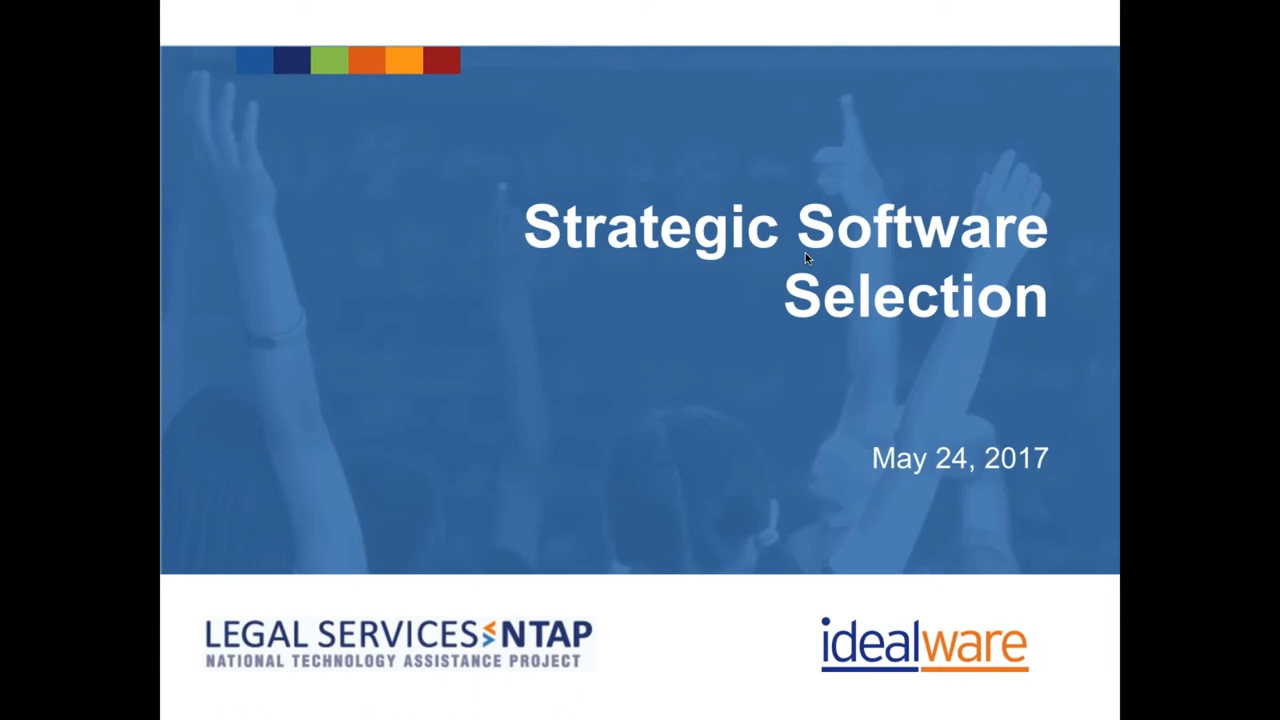 Strategic Software
Selection
May 24, 2017
LEGAL SERVICES NTAP
NATIONAL TECHNOLOGY ASSISTANCE PROJECT
idealware